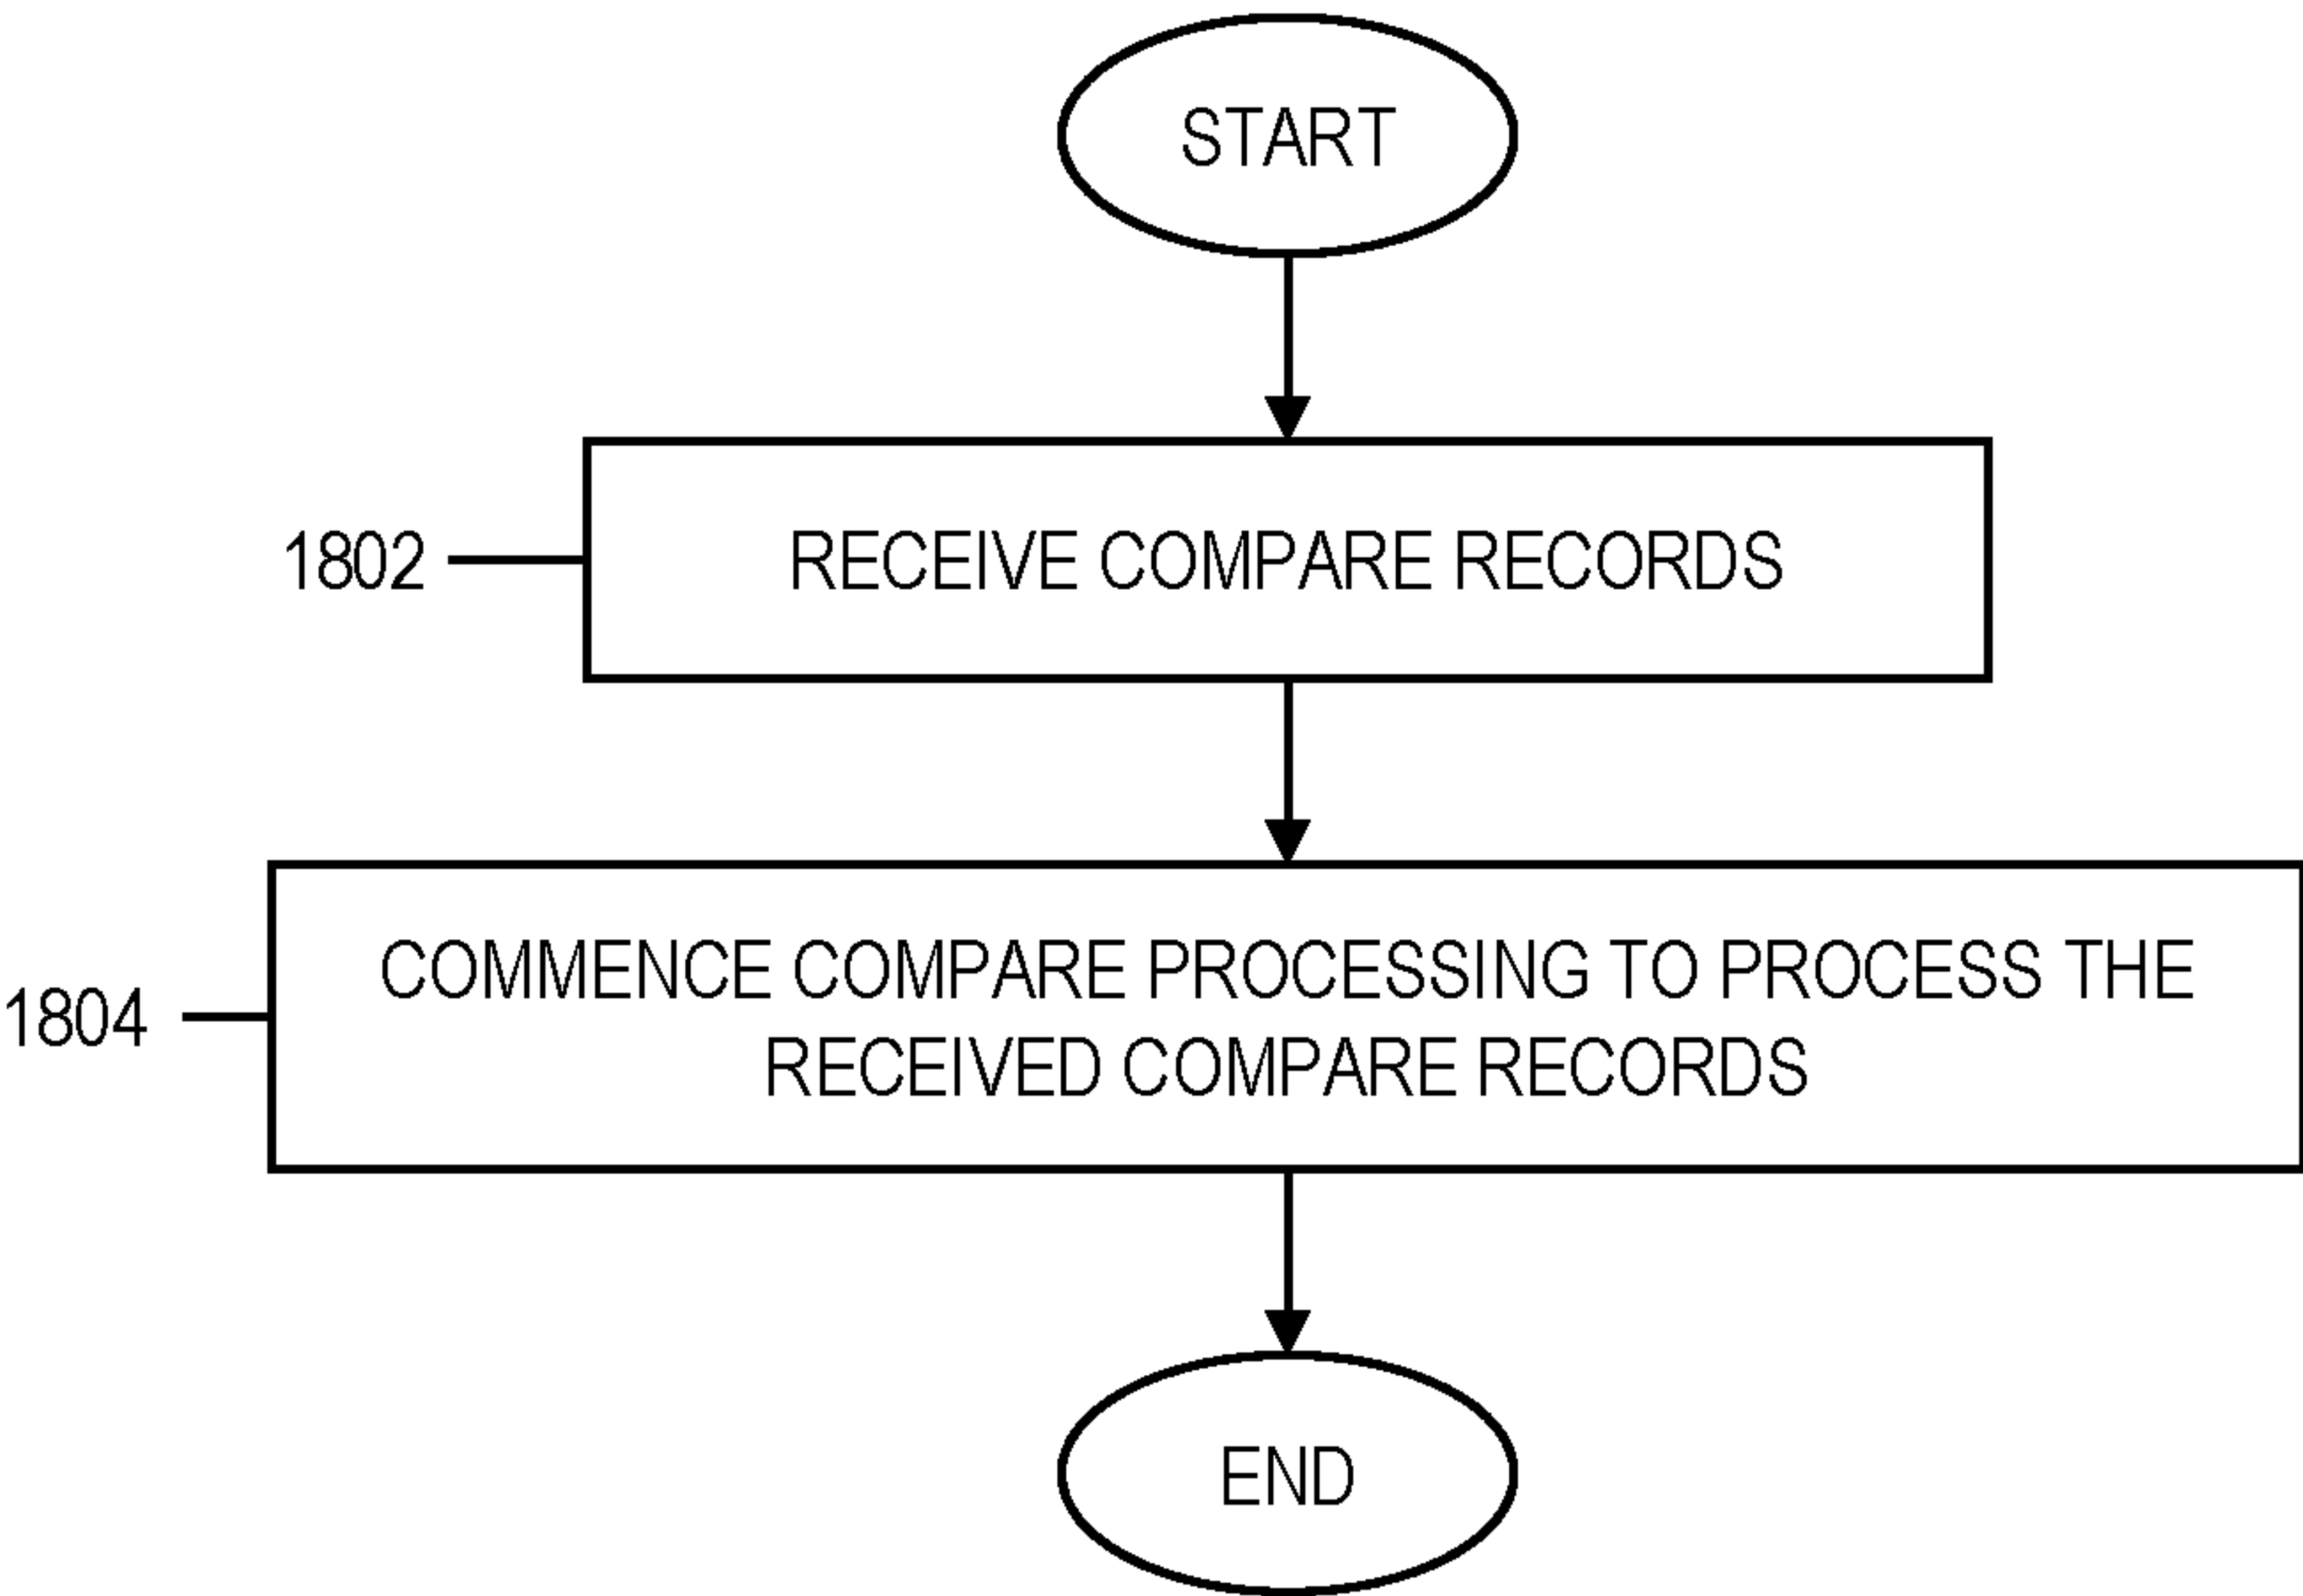 START
1802
RECEIVE COMPARE RECORDS
1804
COMMENCE COMPARE PROCESSING TO PROCESS THE
RECEIVED COMPARE RECORDS
END